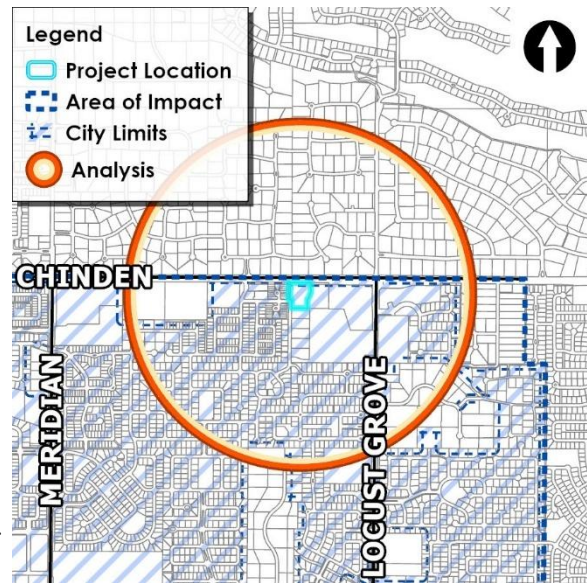 Legend
Project Location
Area of Impact
City Limits
Analysis
CHINDEN
MERIDIAN
LOCUST GROVE